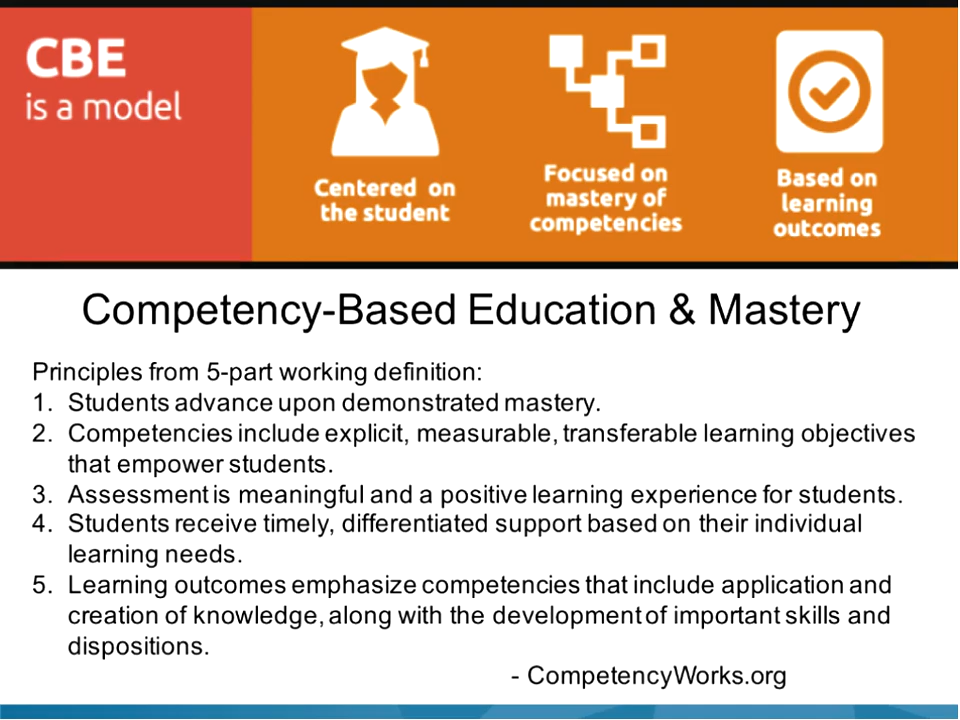 CBE
is a model
Centered on
the student
Focused on
mastery of
competencies
Based on
learning
outcomes
Competency-Based Education & Mastery
Principles from 5-part working definition:
1. Students advance upon demonstrated mastery.
2. Competencies include explicit, measurable, transferable learning objectives
that empower students.
3. Assessment is meaningful and a positive learning experience for students.
4. Students receive timely, differentiated support based on their individual
learning needs.
5. Learning outcomes emphasize competencies that include application and
creation of knowledge, along with the development of important skills and
dispositions.
- CompetencyWorks.org